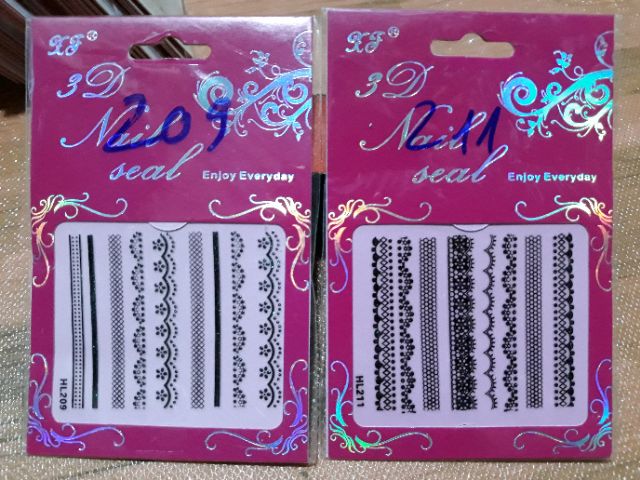 XF®
3D
Nail
209
seal
Enjoy Everyday
HL209
XF®
3D
Nail
211
seal
Enjoy Everyday
HL211